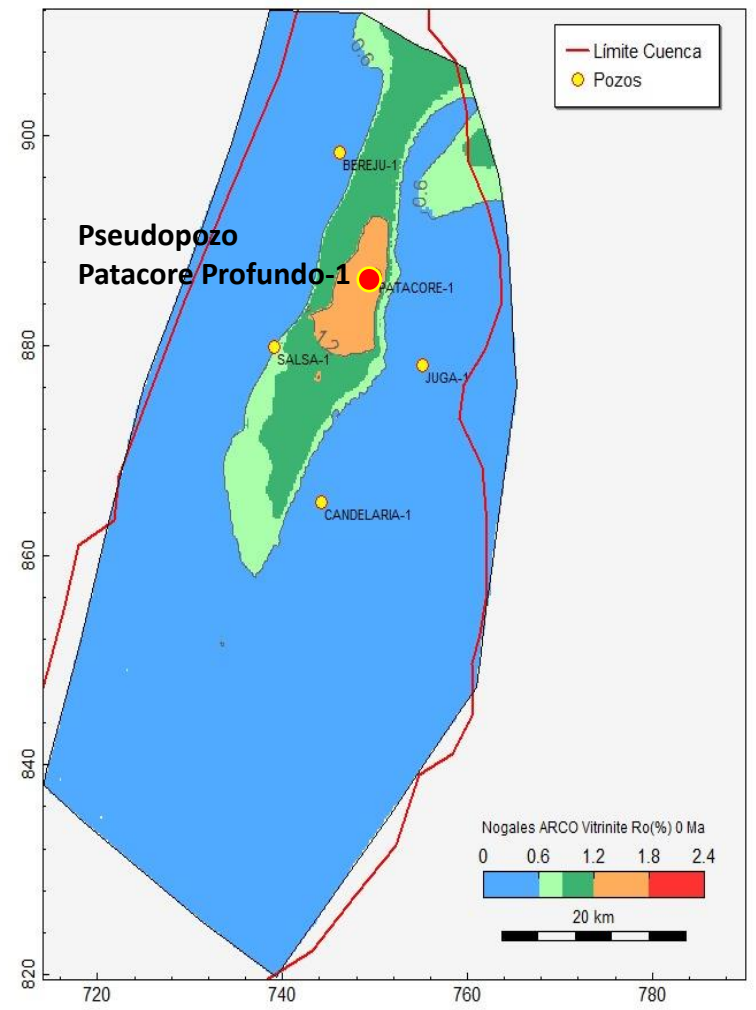 Límite Cuenca
Pozos
0.6
900
BEREJU-1
0.6
Pseudopozo
Patacore Profundo-1
PATACORE-1
880
1.2
SALSA-1
JUGA-1
CANDELARIA-1
860
840
Nogales ARCO Vitrinite Ro(%) 0 Ma
0 0.6 1.2 1.8 2.4
20 km
820
720 740 760 780